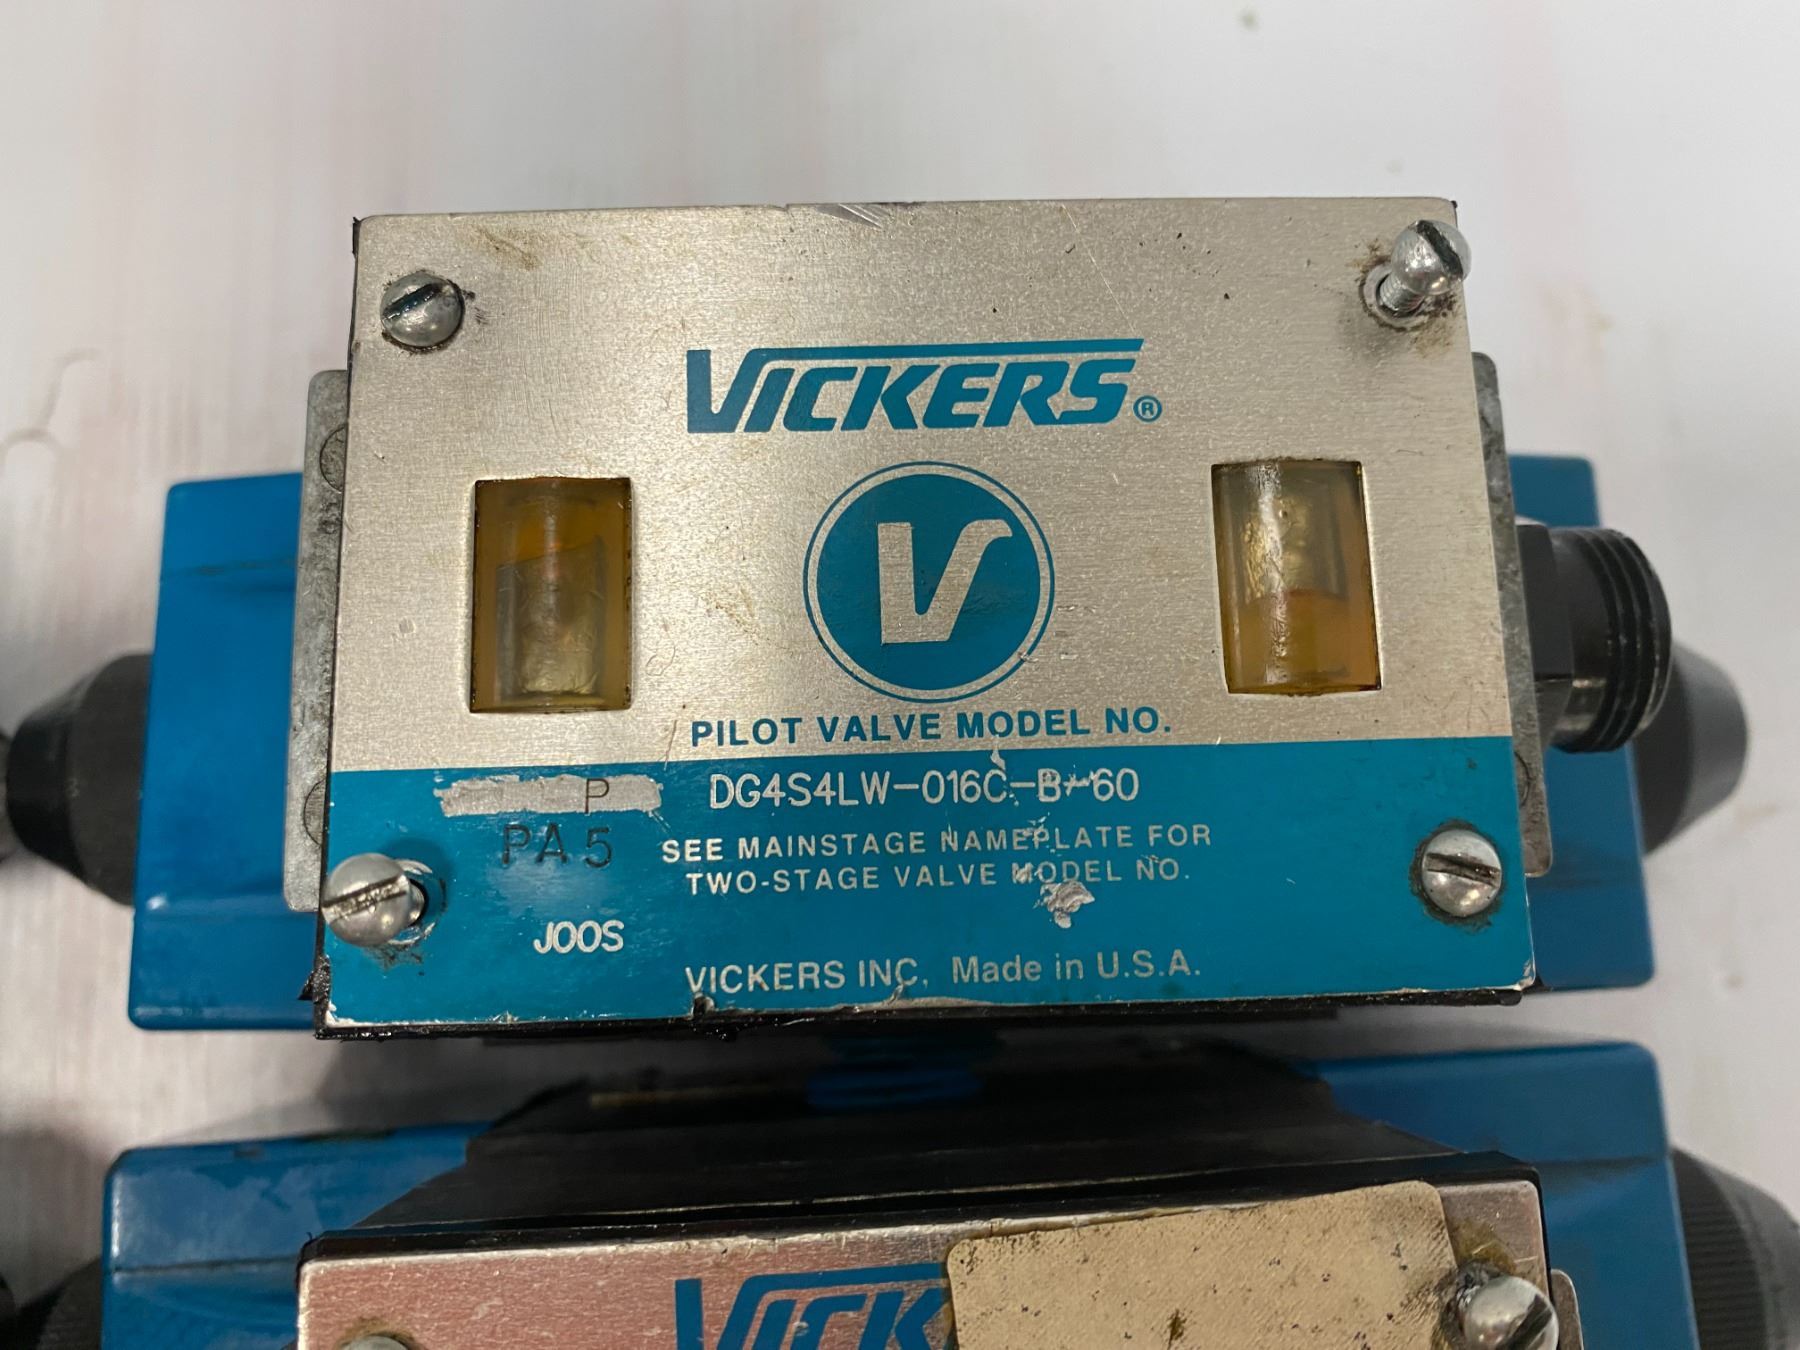 VICKERS®
V
PILOT VALVE MODEL NO.
P DG4S4LW-016C-B-60
PA5 SEE MAINSTAGE NAMEPLATE FOR
TWO-STAGE VALVE MODEL NO.
JOOS
VICKERS INC. Made in U.S.A.
VICK